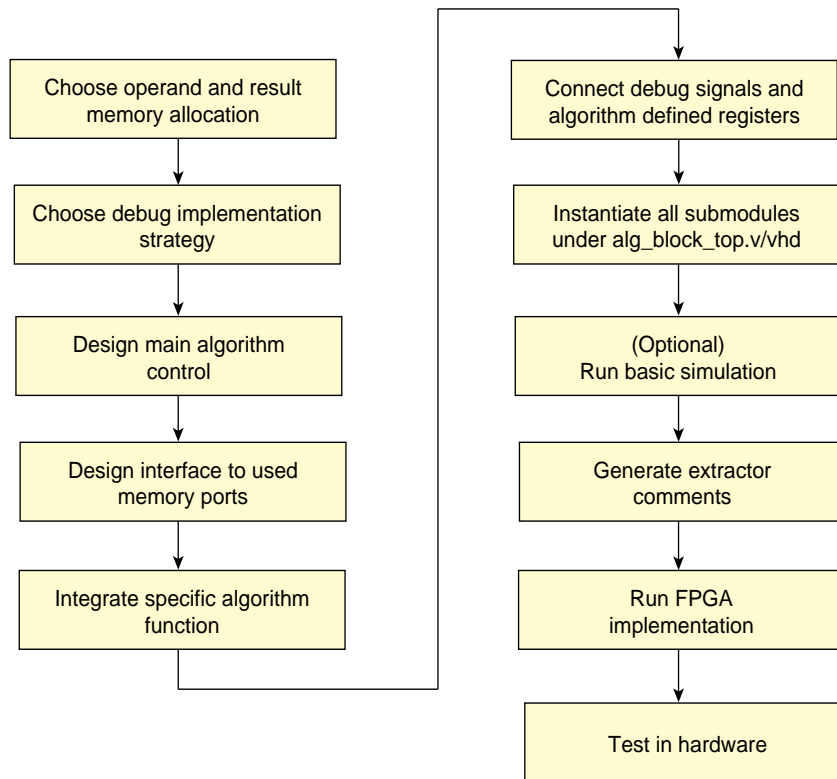 Choose operand and result
memory allocation
Choose debug implementation
strategy
Design main algorithm
control
Design interface to used
memory ports
Integrate specific algorithm
function
Connect debug signals and
algorithm defined registers
Instantiate all submodules
under alg_block_top.v/vhd
(Optional)
Run basic simulation
Generate extractor
comments
Run FPGA
implementation
Test in hardware